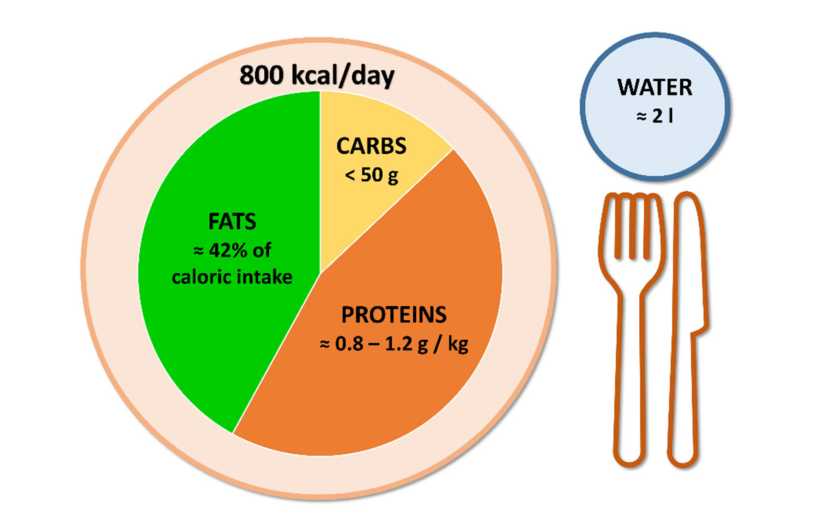 800 kcal/day
WATER
≈ 2 l
CARBS
< 50 g
FATS
≈ 42% of
caloric intake
PROTEINS
≈ 0.8 – 1.2 g / kg